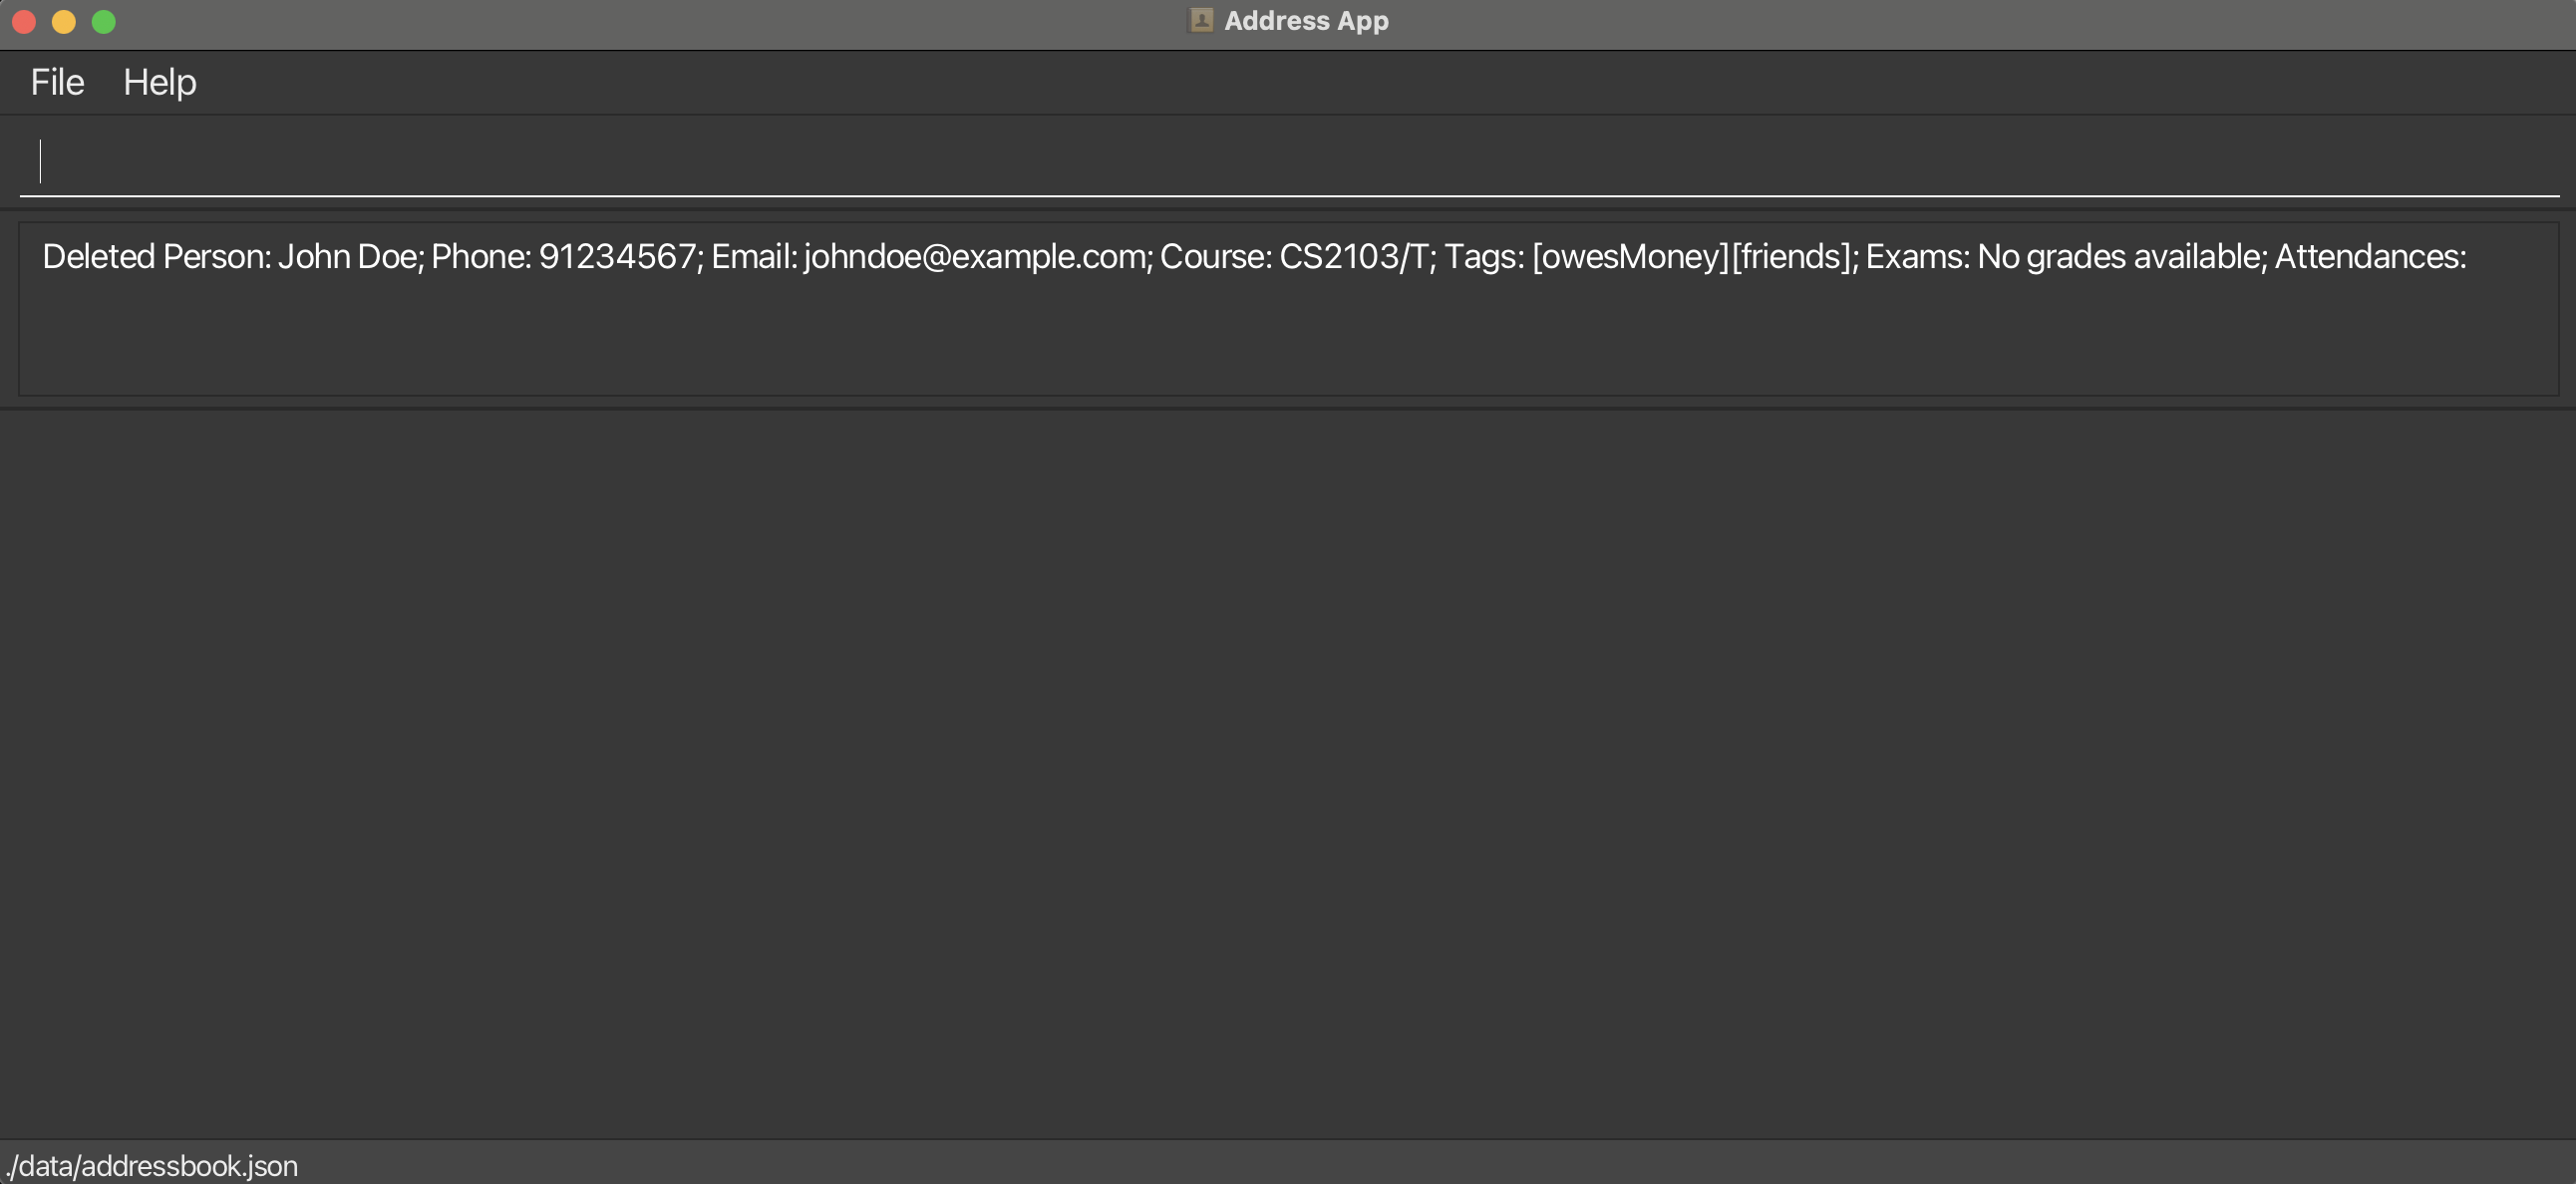 Address App
File Help
Deleted Person: John Doe; Phone: 91234567; Email: johndoe@example.com; Course: CS2103/T; Tags: [owesMoney][friends]; Exams: No grades available; Attendances:
./data/addressbook.json